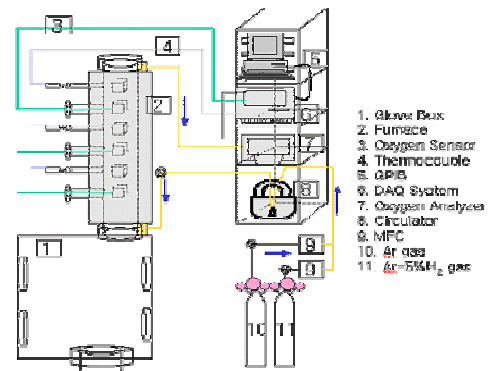 3
4
5
2
6
7
1
8
9
9
10 11
1. Glove Box
2. Furnace
3. Oxygen Sensor
4. Thermocouple
5. GPIB
6. DAQ System
7. Oxygen Analyzer
8. Circulator
9. MFC
10. Ar gas
11. Ar-5%H₂ gas